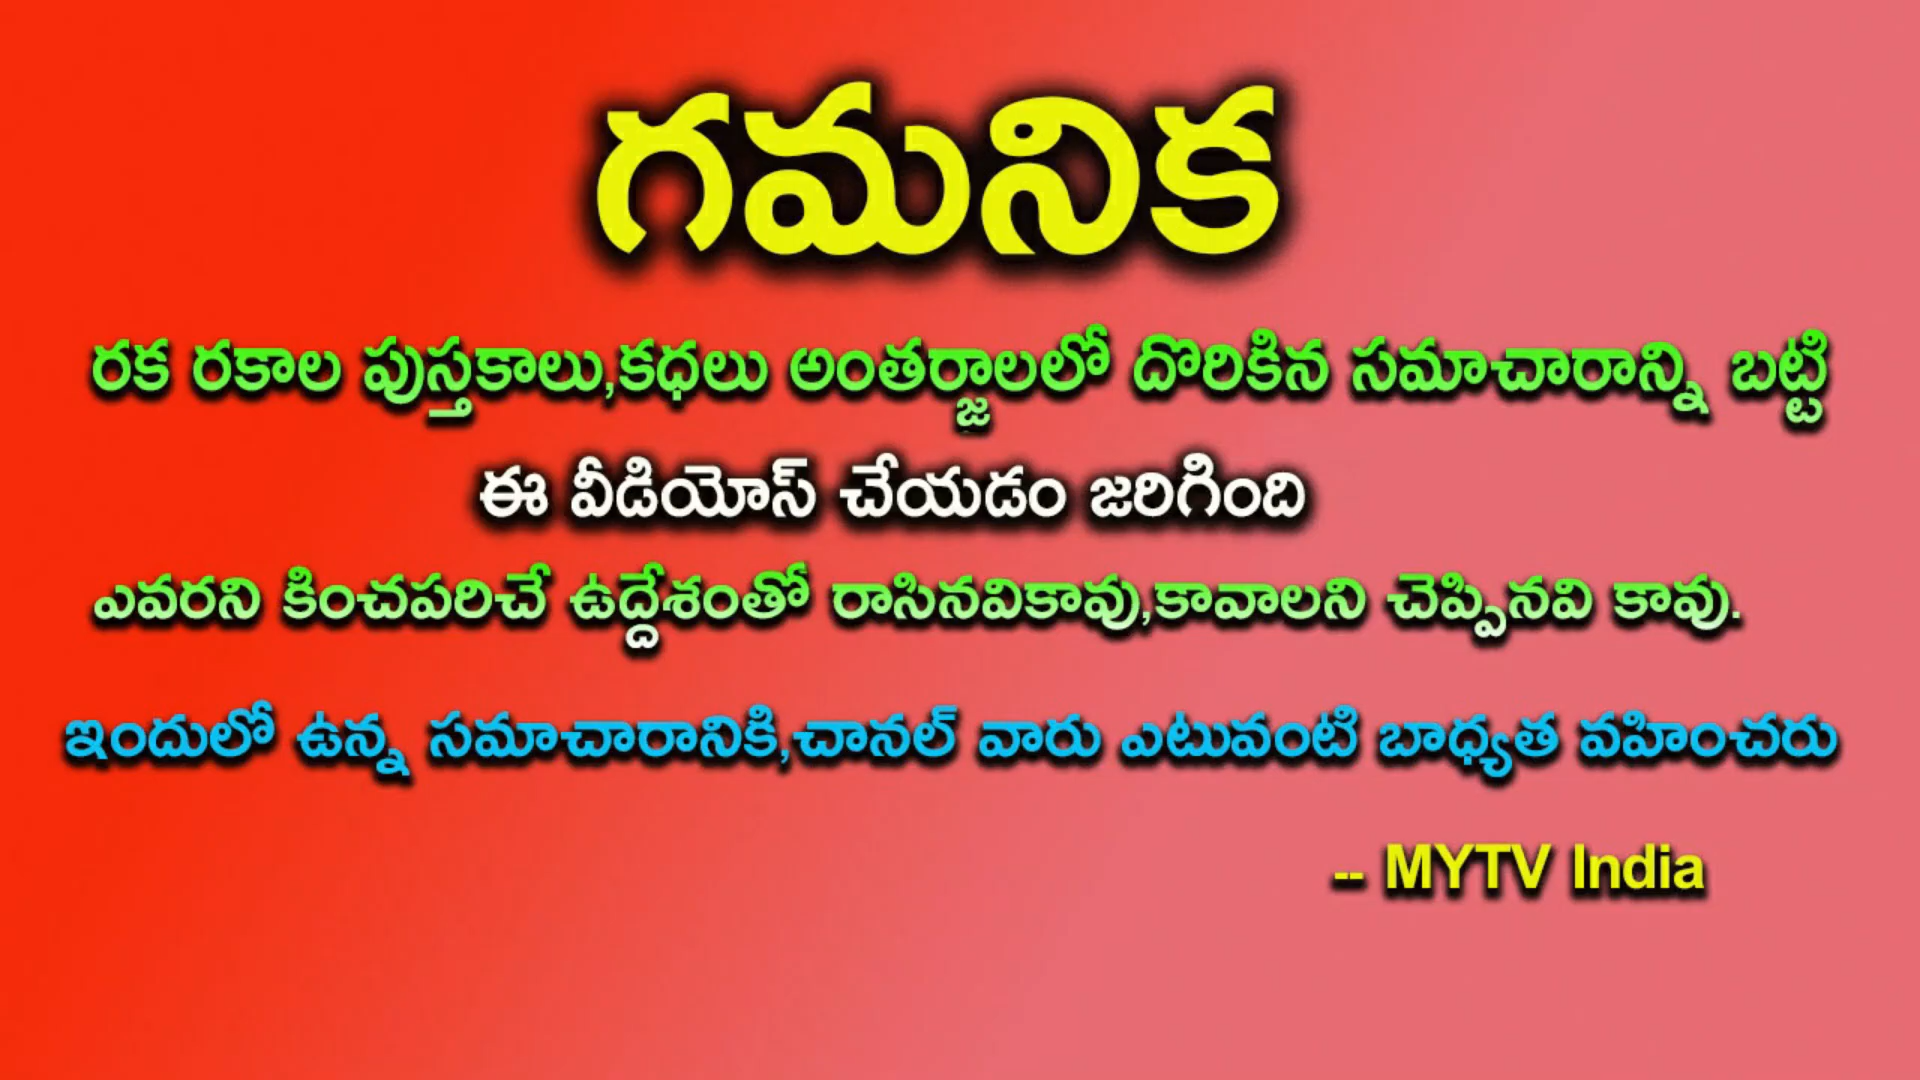 గమనిక
రక రకాల పుస్తకాలు,కధలు అంతర్జాలలో దొరికిన సమాచారాన్ని బట్టి
ఈ వీడియోస్ చేయడం జరిగింది
ఎవరని కించపరిచే ఉద్దేశంతో రాసినవికావు,కావాలని చెప్పినవి కావు.
ఇందులో ఉన్న సమాచారానికి,చానల్ వారు ఎటువంటి బాధ్యత వహించరు
-- MYTV India